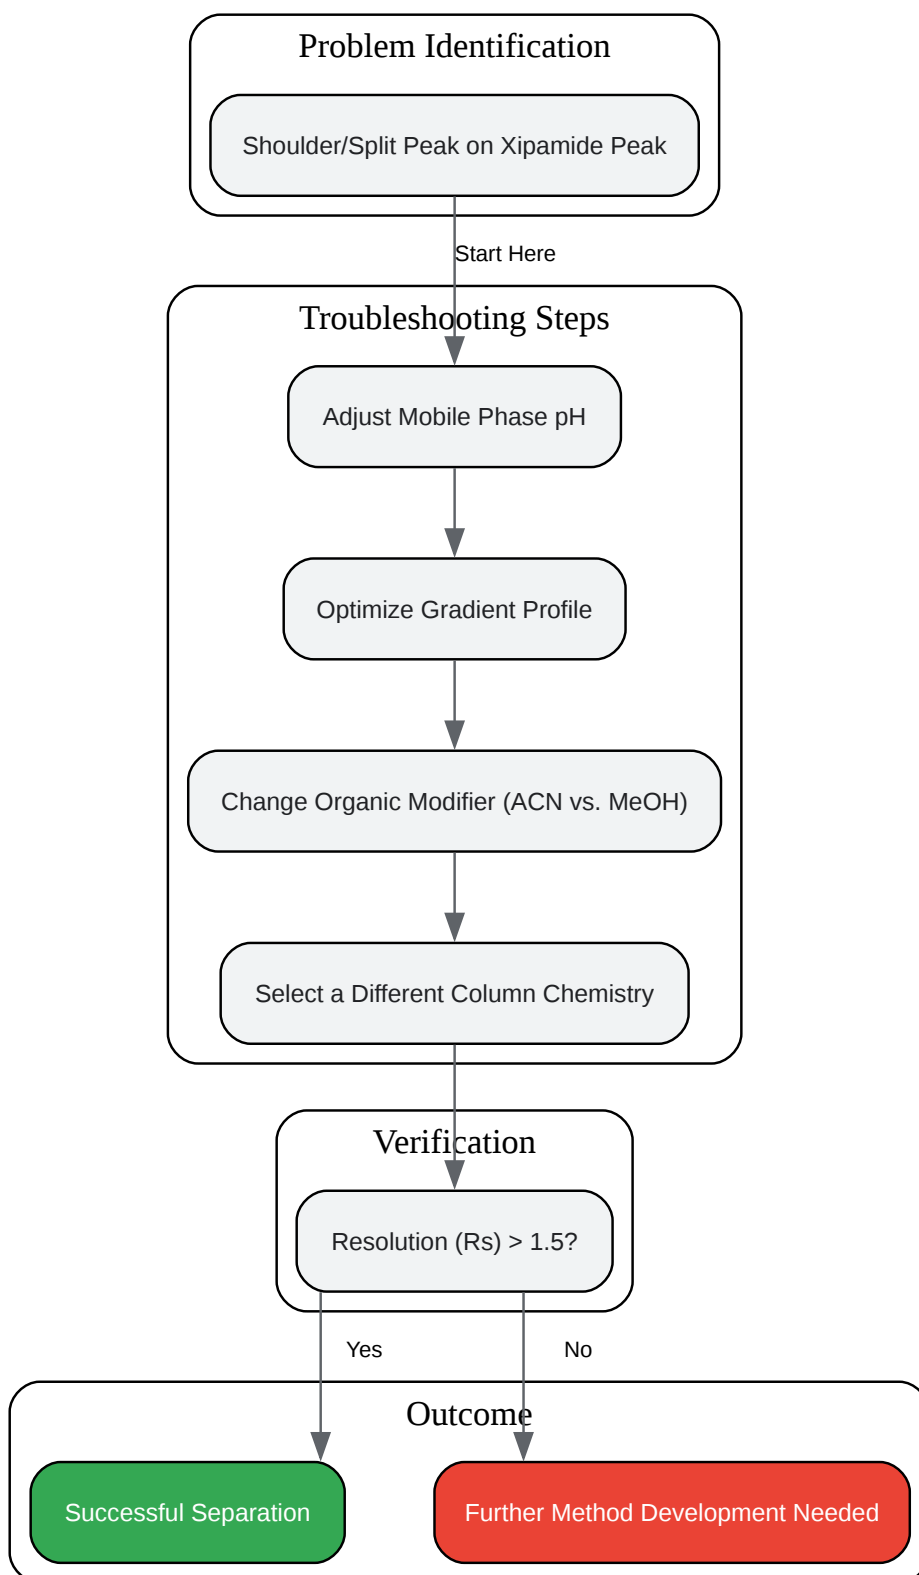 Problem Identification
Shoulder/Split Peak on Xipamide Peak
Start Here
Troubleshooting Steps
Adjust Mobile Phase pH
Optimize Gradient Profile
Change Organic Modifier (ACN vs. MeOH)
Select a Different Column Chemistry
Verification
Resolution (Rs) > 1.5?
Yes
No
Outcome
Successful Separation
Further Method Development Needed